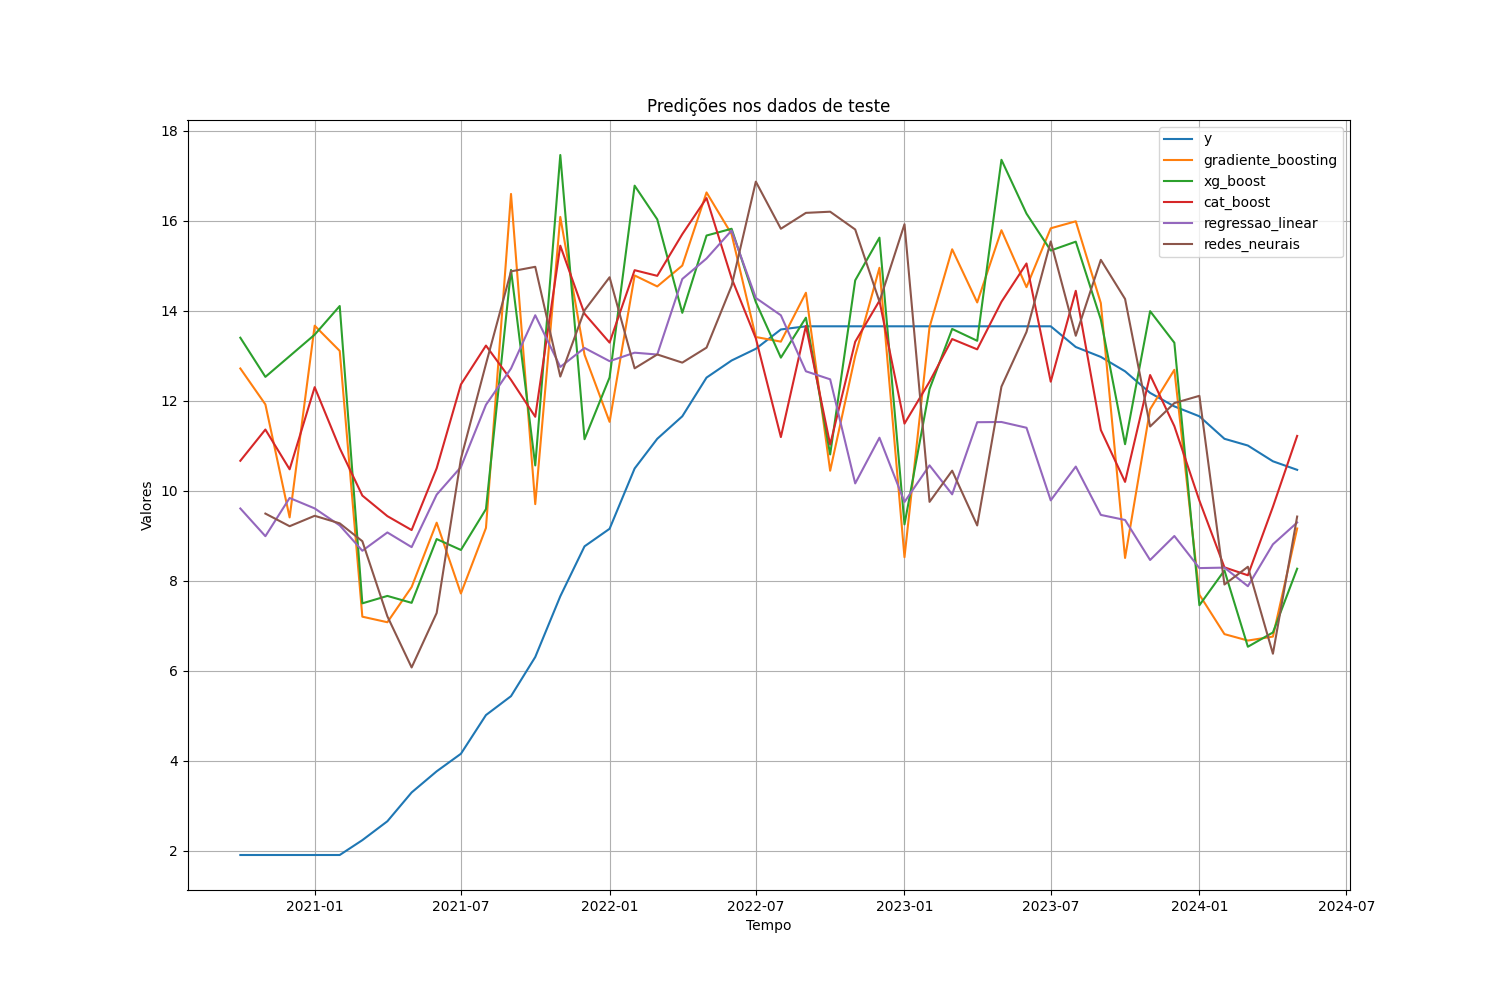 Predições nos dados de teste
18
16
14
12
10
8
6
4
2
Valores
y
gradiente_boosting
xg_boost
cat_boost
regressao_linear
redes_neurais
2021-01
2021-07
2022-01
2022-07
2023-01
2023-07
2024-01
2024-07
Tempo